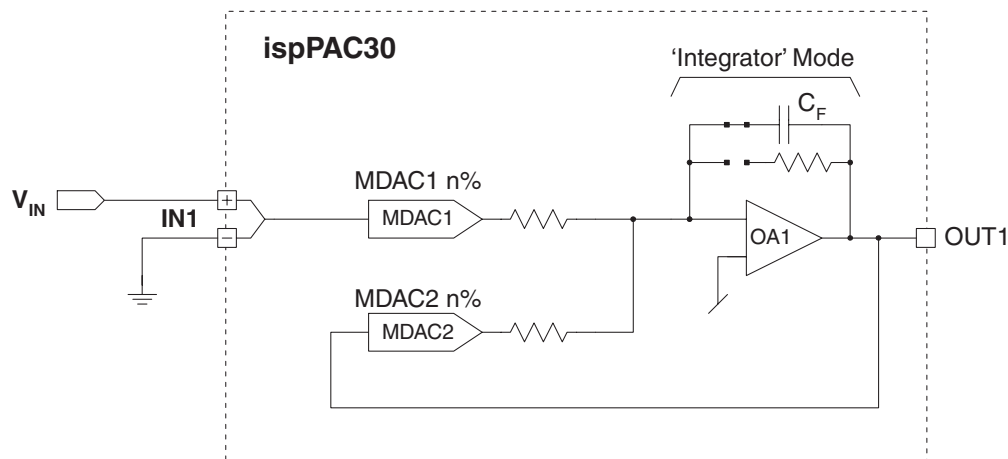 ispPAC30
‘Integrator’ Mode
C_F
MDAC1 n%
V_IN
+
IN1
MDAC1
−
OA1
OUT1
MDAC2 n%
MDAC2